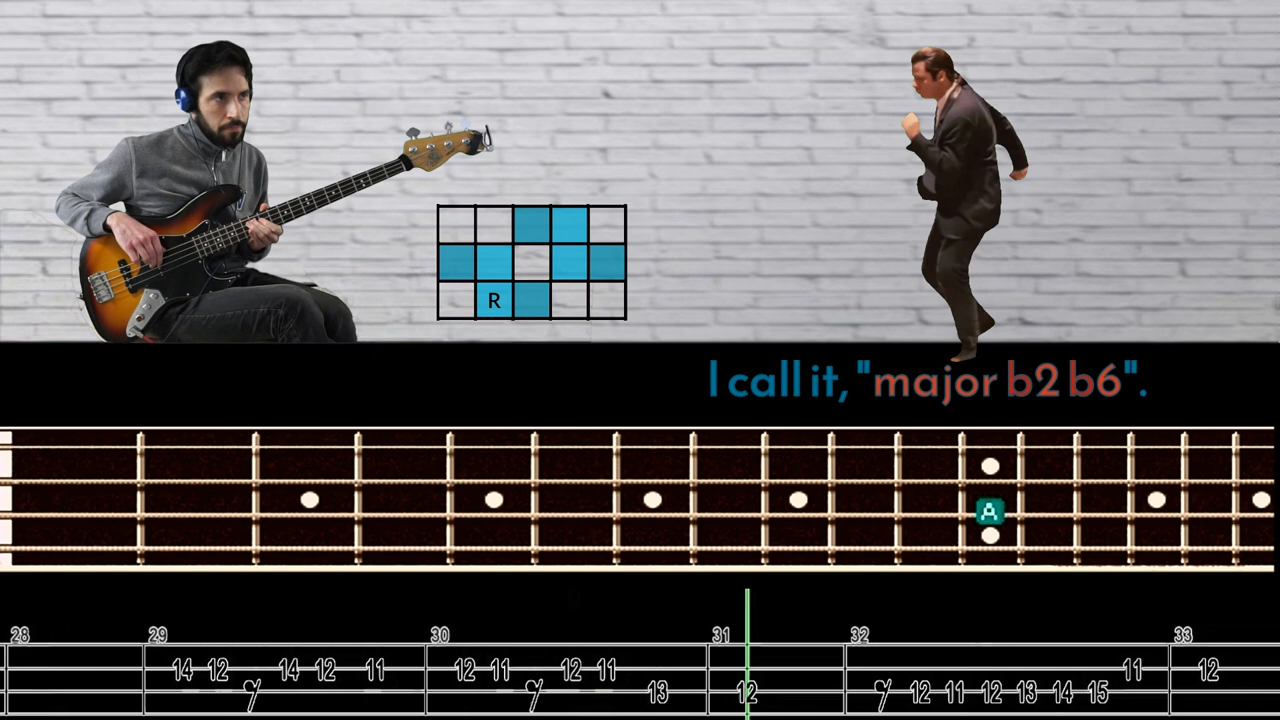 R
I call it, "major b2 b6".
A
28 29 30 31 32 33
14 12 14 12 11 12 11 12 11 11 12
13 12 12 11 12 13 14 15